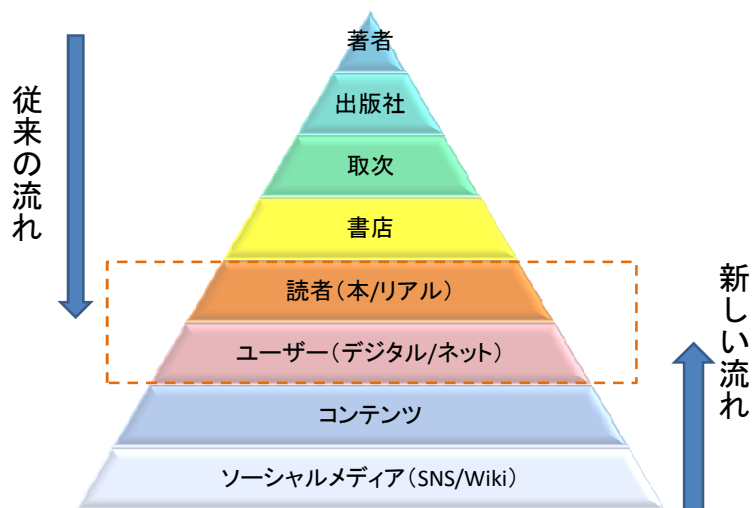 著者
出版社
取次
書店
読者（本/リアル）
ユーザー（デジタル/ネット）
コンテンツ
ソーシャルメディア（SNS/Wiki）
従来の流れ
新しい流れ